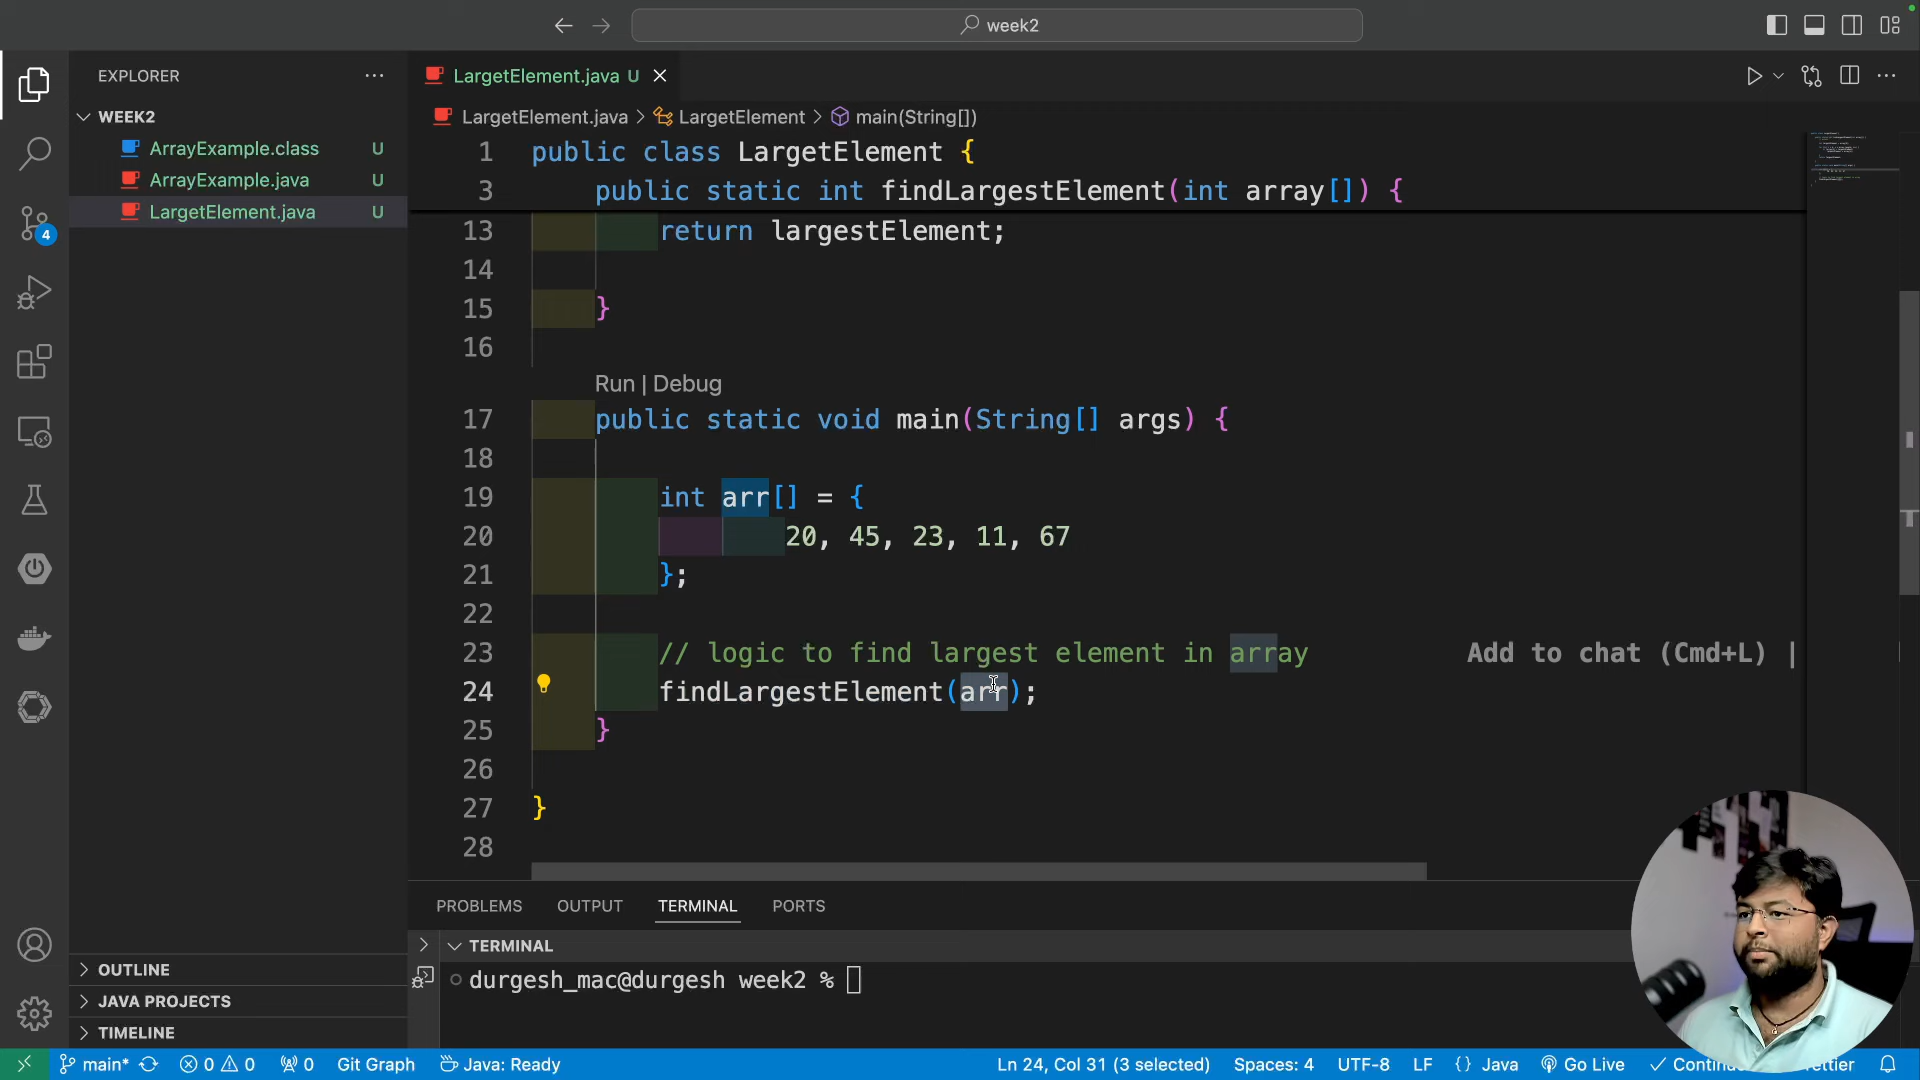 week2
EXPLORER
WEEK2
ArrayExample.class U
ArrayExample.java U
LargetElement.java U
4
OUTLINE
JAVA PROJECTS
TIMELINE
LargetElement.java U
LargetElement.java > LargetElement > main(String[])
1 public class LargetElement {
3 public static int findLargestElement(int array[]) {
13 return largestElement;
14
15 }
16
Run | Debug
17 public static void main(String[] args) {
18
19 int arr[] = {
20 20, 45, 23, 11, 67
21 };
22
23 // logic to find largest element in array Add to chat (Cmd+L) |
24 findLargestElement(arr);
25 }
26
27 }
28
PROBLEMS OUTPUT TERMINAL PORTS
TERMINAL
durgesh_mac@durgesh week2 %
main* 0 0 0 Git Graph Java: Ready Ln 24, Col 31 (3 selected) Spaces: 4 UTF-8 LF {} Java Go Live